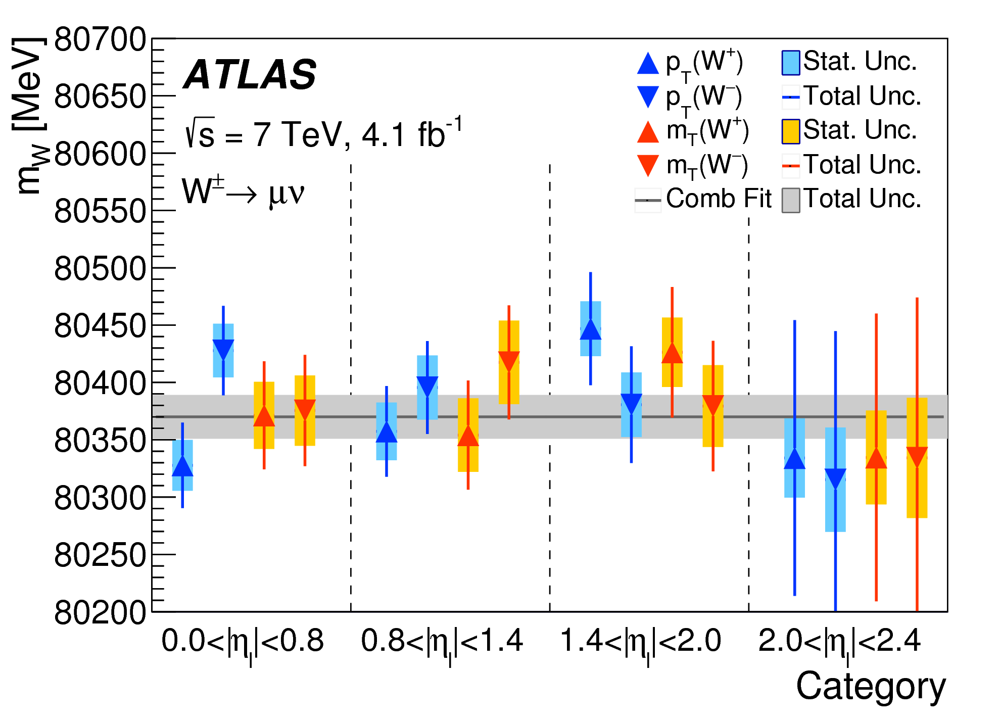 m_W [MeV]
80700
80650
80600
80550
80500
80450
80400
80350
80300
80250
80200
ATLAS
√s = 7 TeV, 4.1 fb⁻¹
W^± → μν
p_T(W⁺) Stat. Unc.
p_T(W⁻) Total Unc.
m_T(W⁺) Stat. Unc.
m_T(W⁻) Total Unc.
Comb Fit Total Unc.
0.0<|η_l|<0.8 0.8<|η_l|<1.4 1.4<|η_l|<2.0 2.0<|η_l|<2.4
Category